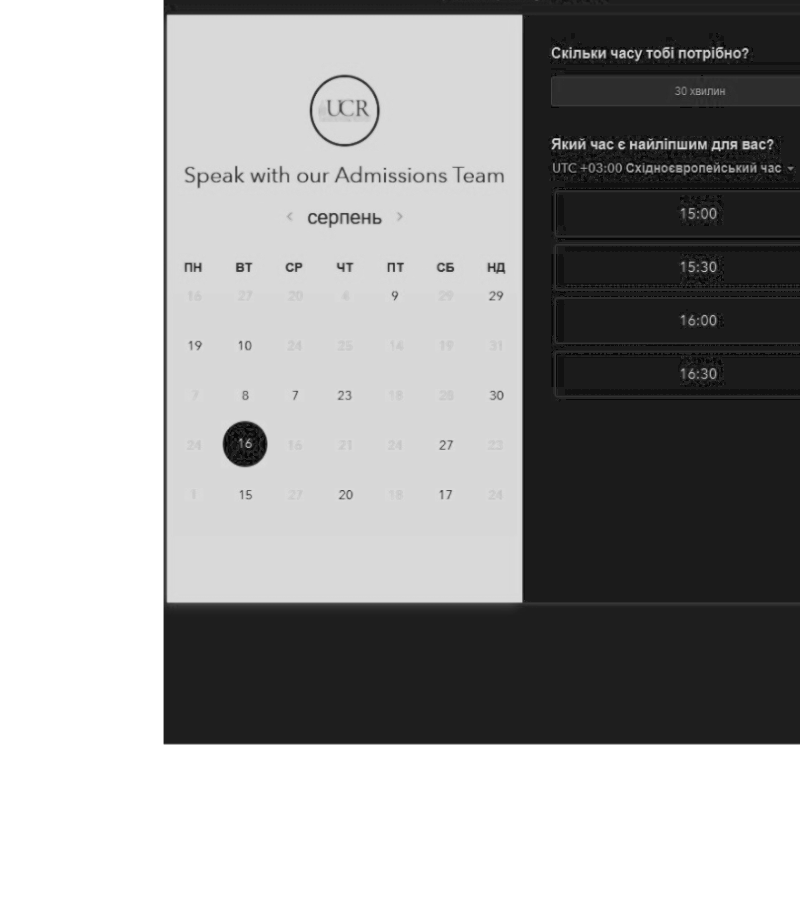 UCR
Speak with our Admissions Team
< серпень >
ПН ВТ СР ЧТ ПТ СБ НД
16 27 20 4 9 29 29
19 10 24 25 14 19 31
7 8 7 23 18 28 30
24 16 16 21 24 27 23
1 15 27 20 18 17 24
Скільки часу тобі потрібно?
30 хвилин
Який час є найліпшим для вас?
UTC +03:00 Східноєвропейський час
15:00
15:30
16:00
16:30